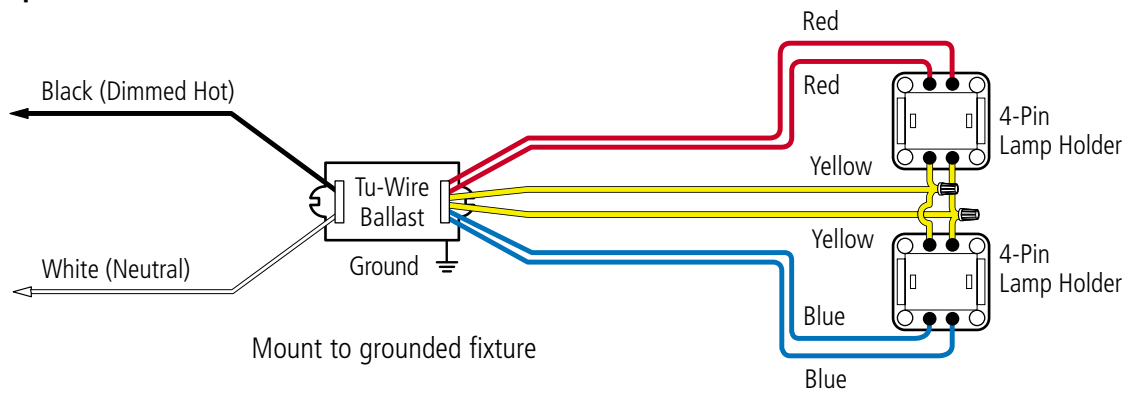 Red
Black (Dimmed Hot)
Red
4-Pin
Lamp Holder
Yellow
Tu-Wire
Ballast
Yellow
4-Pin
Lamp Holder
Ground
White (Neutral)
Blue
Mount to grounded fixture
Blue